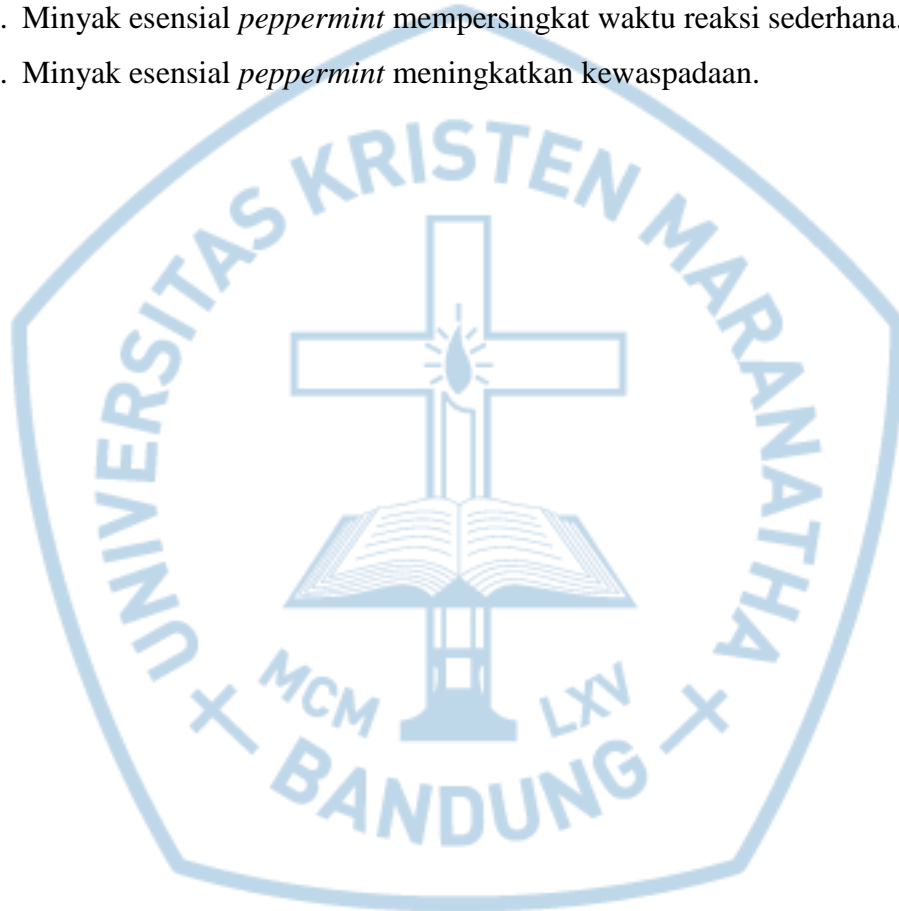 . Minyak esensial peppermint mempersingkat waktu reaksi sederhana.
. Minyak esensial peppermint meningkatkan kewaspadaan.
UNIVERSITAS KRISTEN MARANATHA
MCM LXV
BANDUNG